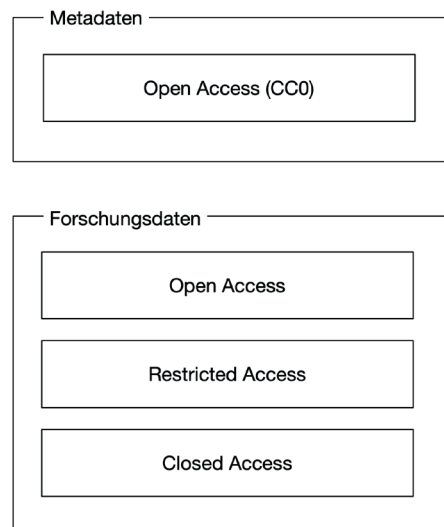 Metadaten
Open Access (CC0)
Forschungsdaten
Open Access
Restricted Access
Closed Access